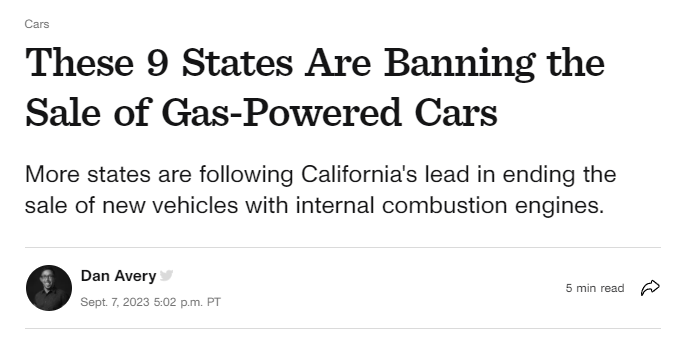 Cars
These 9 States Are Banning the
Sale of Gas-Powered Cars
More states are following California's lead in ending the
sale of new vehicles with internal combustion engines.
Dan Avery
Sept. 7, 2023 5:02 p.m. PT
5 min read